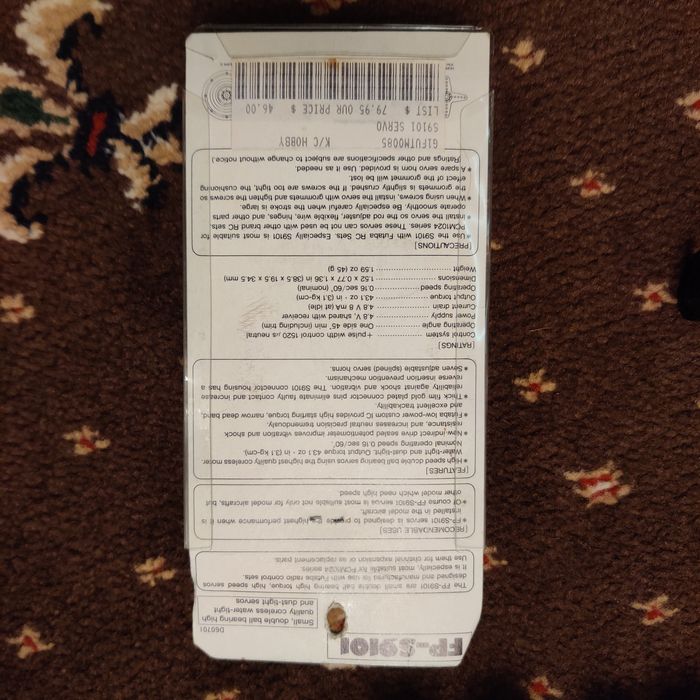 FP-S9101
D60701
Small, double ball bearing high
quality coreless water-tight
and dust-tight servos
The FP-S9101 are small double ball bearing high torque, high speed servos
designed and manufactured for use with Futaba radio control sets.
It is especially, most suitable for PCM1024 series.
Use them for channel expansion or as replacement parts.
[RECOMENDABLE USES]
FP-S9101 servos is designed to highest performance when it is
installed in the model aircraft.
Of course FP-S9101 servos is most suitable not only for model aircrafts, but
other model which need high speed.
[FEATURES]
High speed double ball bearing servos using the highest quality coreless moter.
Water-tight and dust-tight. Output torque 43.1 oz · in (3.1 kg-cm).
Nominal operating speed 0.16 sec/60°.
New indirect drive sealed potentiometer improves vibration and shock
resistance, and increases neutral precision tremendously.
Futaba low-power custom IC provides high starting torque, narrow dead band,
and excellent trackability.
Thick film gold plated connector pins eliminate faulty contact and increase
reliability against shock and vibration. The S9101 connector housing has a
reverse insertion prevention mechanism.
Seven adjustable (splined) servo horns.
[RATINGS]
Control system + pulse width control 1520 µs (neutral)
Operating angle One side 45° min (including trim)
Power supply 4.8 V, shared with receiver
Current drain 4.8 V 8 mA (at idle)
Output torque 43.1 oz · in (3.1 kg-cm)
Operating speed 0.16 sec/60° (nominal)
Dimensions 1.52 x 0.77 x 1.36 in (38.5 x 19.5 x 34.5 mm)
Weight 1.59 oz (45 g)
[PRECAUTIONS]
Use the S9101 with Futaba RC Sets. Especially S9101 is most suitable for
PCM1024 series. These servos can not be used with other brand RC sets.
Install the servo so the rod adjuster, flexible wire, hinges, and other parts
operate smoothly. Be especially careful when the stroke is large.
When using screws, install the servo with grommets and tighten the screws so
the grommets is slightly crushed. If the screws are too tight, the cushioning
effect of the grommet will be lost.
A spare servo horn is provided. Use it as needed.
(Ratings and other specifications are subject to change without notice.)
G1FUTM0085 K/C HOBBY
S9101 SERVO
LIST $ 79.95 OUR PRICE $ 46.00